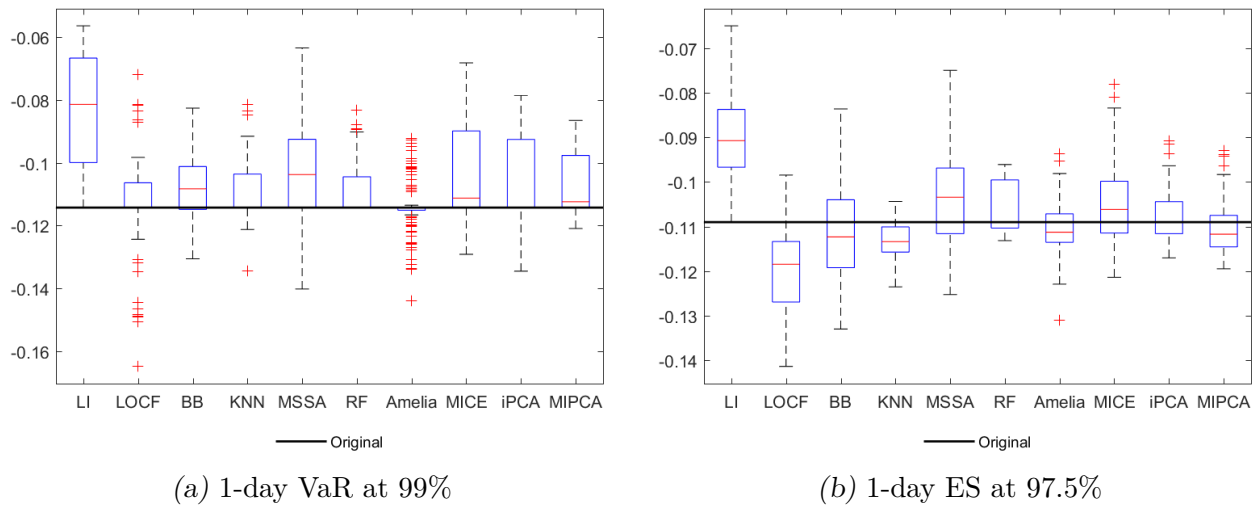 -0.06
-0.08
-0.1
-0.12
-0.14
-0.16
LI LOCF BB KNN MSSA RF Amelia MICE iPCA MIPCA
Original
(a) 1-day VaR at 99%
-0.07
-0.08
-0.09
-0.1
-0.11
-0.12
-0.13
-0.14
LI LOCF BB KNN MSSA RF Amelia MICE iPCA MIPCA
Original
(b) 1-day ES at 97.5%